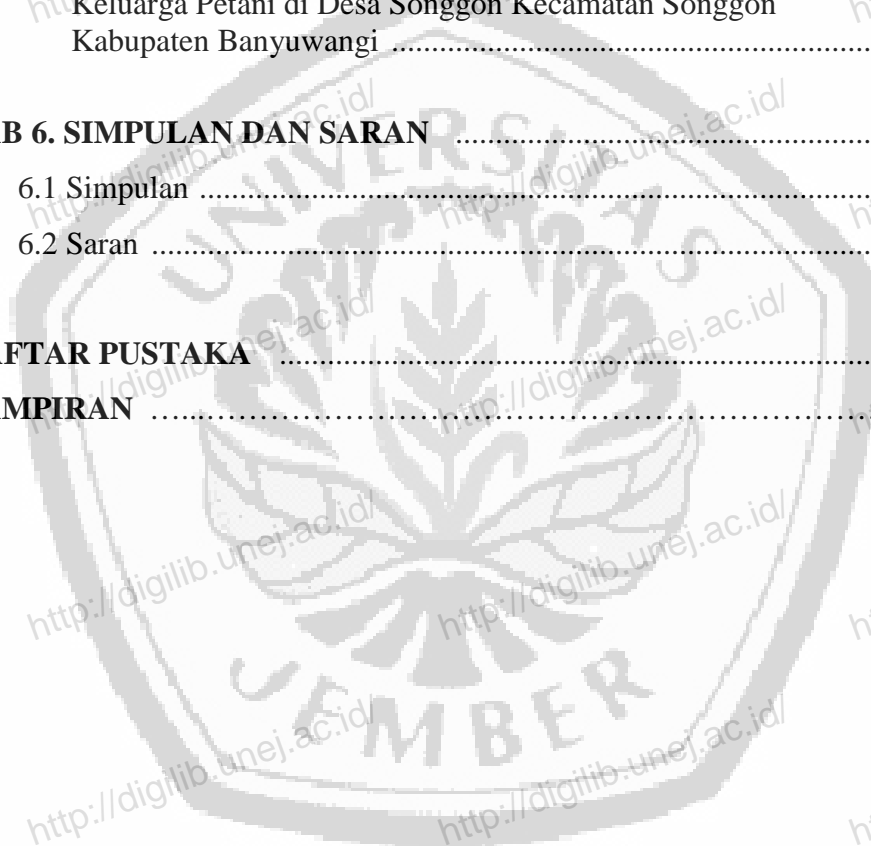 Keluarga Petani di Desa Songgon Kecamatan Songgon
Kabupaten Banyuwangi ................................................................
B 6. SIMPULAN DAN SARAN ................................................................
6.1 Simpulan ................................................................
6.2 Saran ................................................................
FTAR PUSTAKA ................................................................
MPIRAN ................................................................
UNIVERSITAS
JEMBER
http://digilib.unej.ac.id/
http://digilib.unej.ac.id/
http://digilib.unej.ac.id/
http://digilib.unej.ac.id/
http://digilib.unej.ac.id/
http://digilib.unej.ac.id/
http://digilib.unej.ac.id/
http://digilib.unej.ac.id/